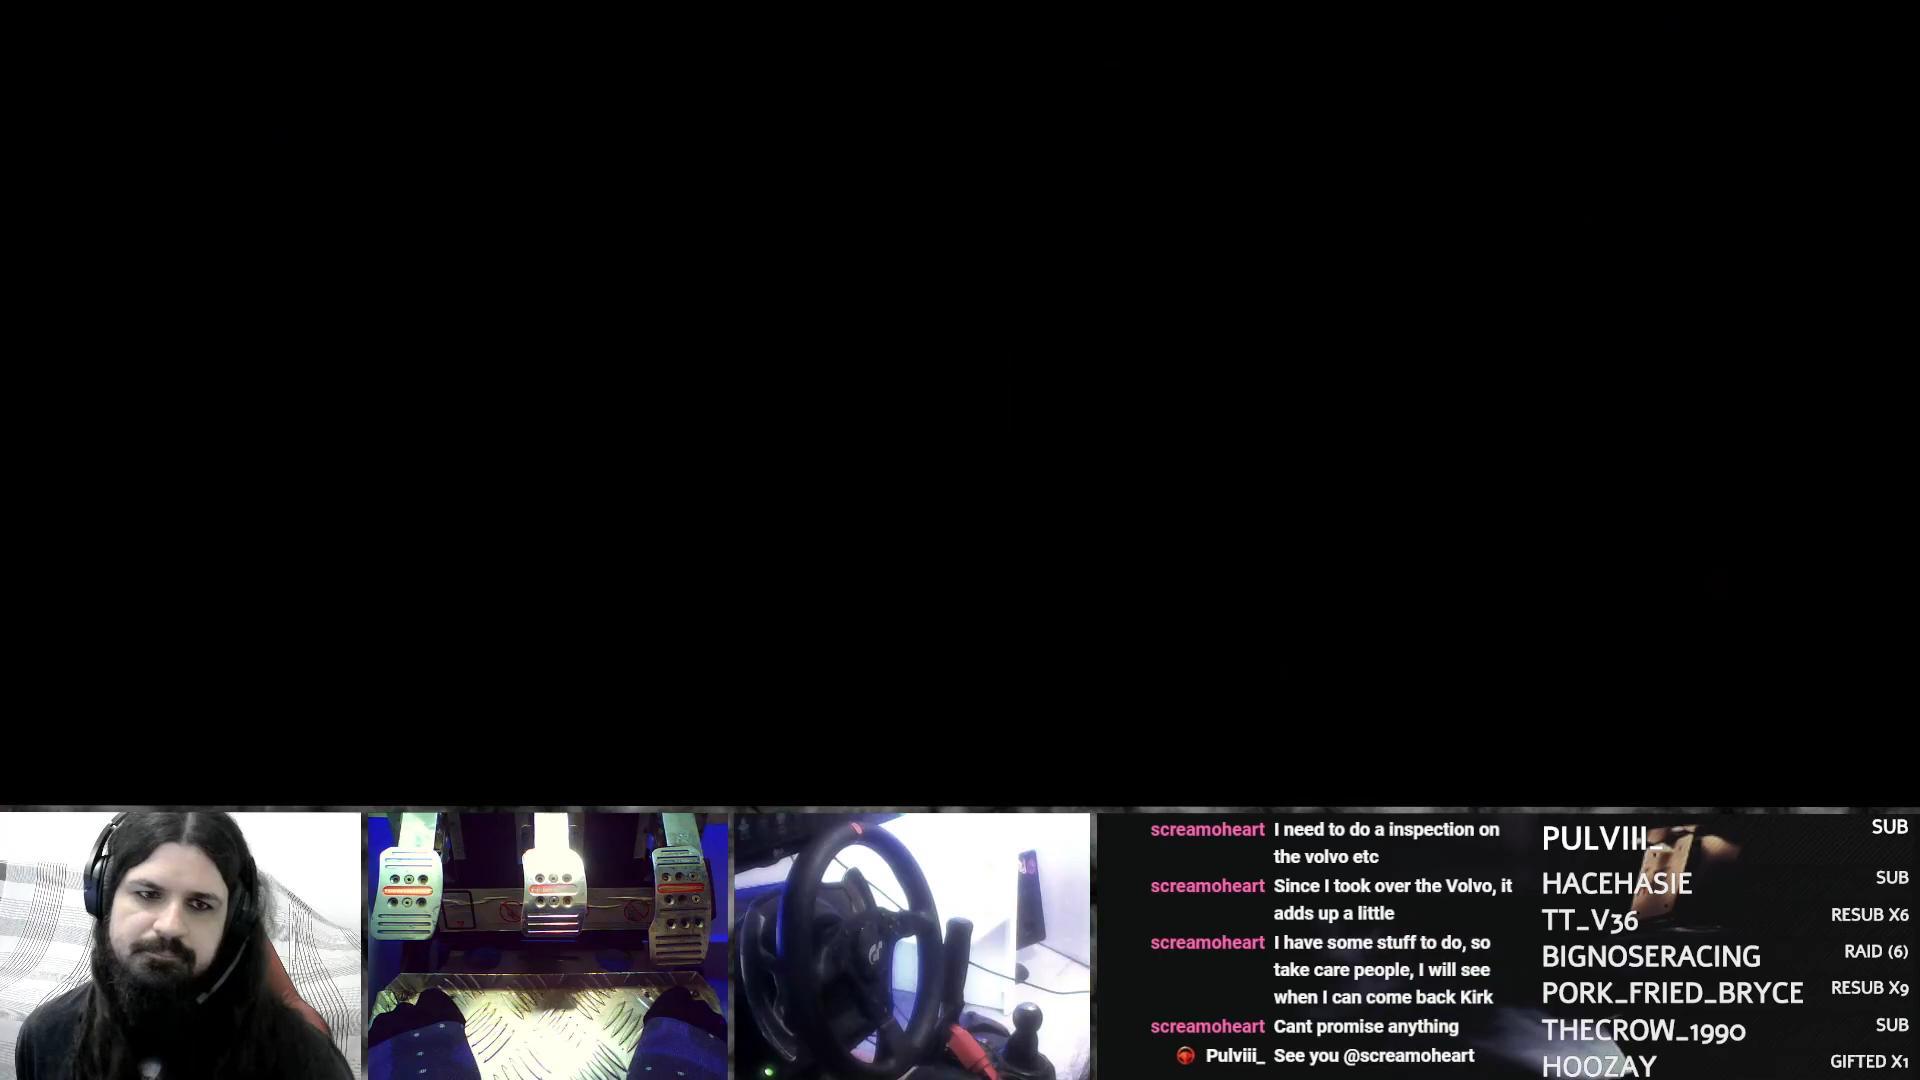 screamoheart I need to do a inspection on
the volvo etc
screamoheart Since I took over the Volvo, it
adds up a little
screamoheart I have some stuff to do, so
take care people, I will see
when I can come back Kirk
screamoheart Cant promise anything
Pulviii_ See you @screamoheart
PULVIII_ SUB
HACEHASIE SUB
TT_V36 RESUB X6
BIGNOSERACING RAID (6)
PORK_FRIED_BRYCE RESUB X9
THECROW_1990 SUB
HOOZAY GIFTED X1